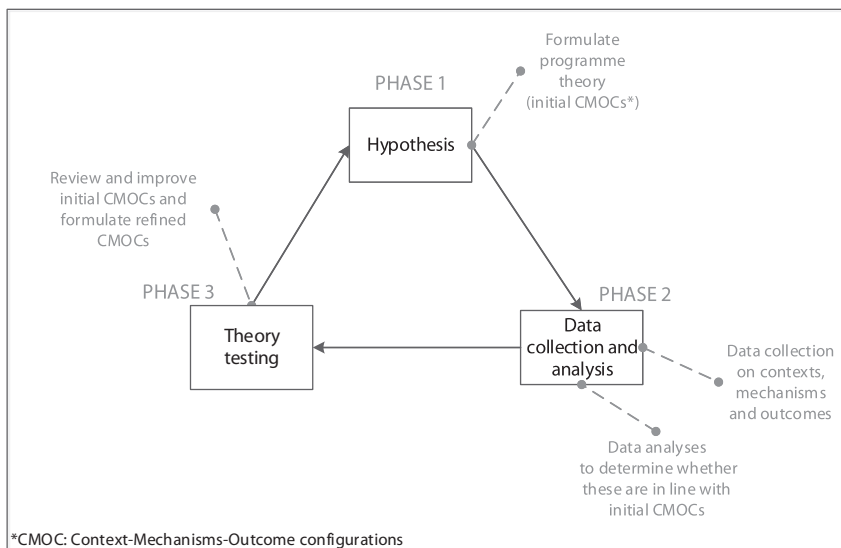 PHASE 1
Hypothesis
Formulate
programme
theory
(initial CMOCs*)
PHASE 2
Data
collection and
analysis
Data collection
on contexts,
mechanisms
and outcomes
Data analyses
to determine whether
these are in line with
initial CMOCs
PHASE 3
Theory
testing
Review and improve
initial CMOCs and
formulate refined
CMOCs
*CMOC: Context-Mechanisms-Outcome configurations